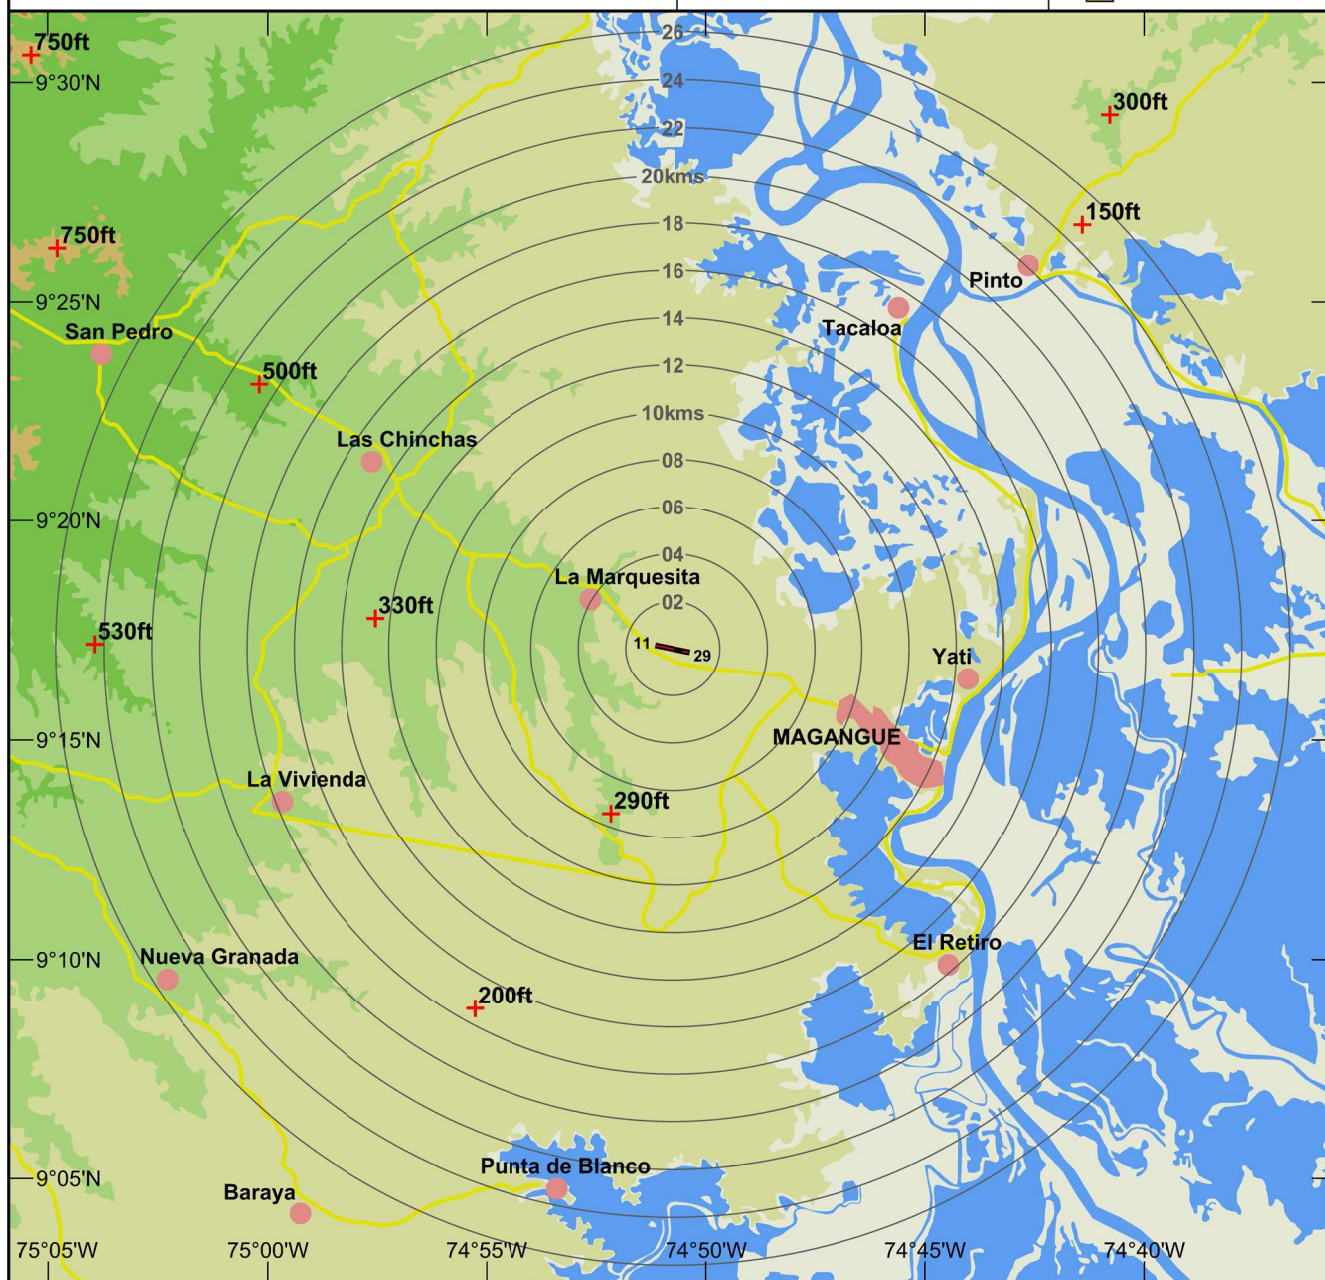 26
750ft
24
9°30'N
300ft
22
20kms
150ft
18
750ft
16
Pinto
9°25'N
14
Tacaloa
San Pedro
12
500ft
10kms
Las Chinchas
08
06
9°20'N
04
La Marquesita
02
330ft
530ft
11
29
Yati
9°15'N
MAGANGUE
La Vivienda
290ft
El Retiro
Nueva Granada
9°10'N
200ft
Punta de Blanco
9°05'N
Baraya
75°05'W 75°00'W 74°55'W 74°50'W 74°45'W 74°40'W